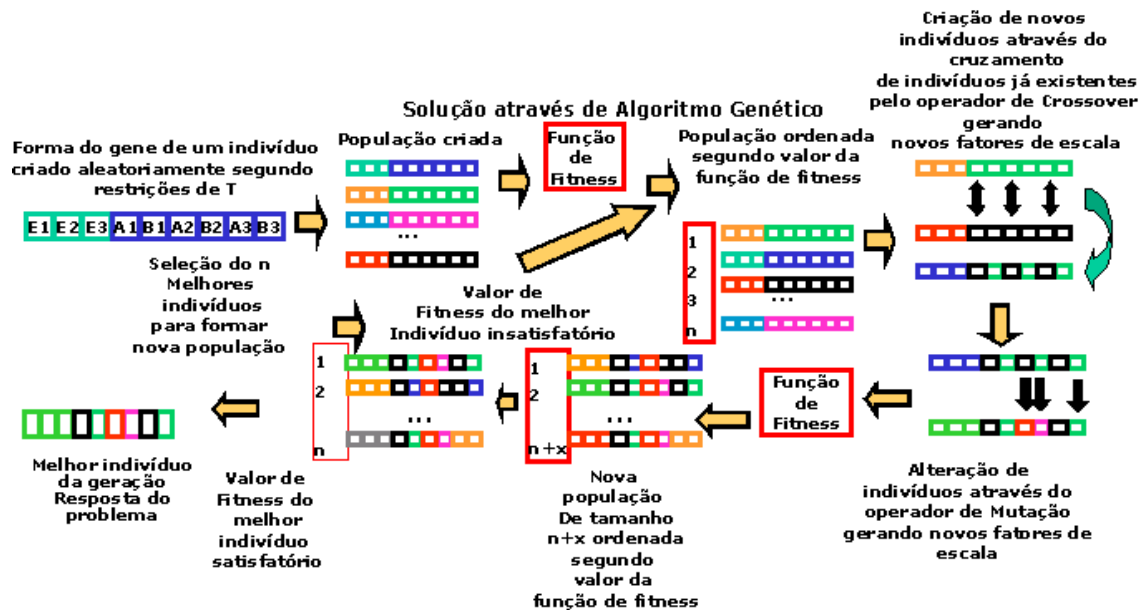 Solução através de Algoritmo Genético
Forma do gene de um indivíduo
criado aleatoriamente segundo
restrições de T
E1 E2 E3 A1 B1 A2 B2 A3 B3
População criada
...
Função
de
Fitness
População ordenada
segundo valor da
função de fitness
1
2
3
n
...
Criação de novos
indivíduos através do
cruzamento
de indivíduos já existentes
pelo operador de Crossover
gerando
novos fatores de escala
Alteração de
indivíduos através do
operador de Mutação
gerando novos fatores de
escala
Função
de
Fitness
1
2
n+x
...
Nova
população
De tamanho
n+x ordenada
segundo
valor da
função de fitness
Valor de
Fitness do melhor
Indivíduo insatisfatório
Seleção do n
Melhores
indivíduos
para formar
nova população
1
2
n
...
Valor de
Fitness do
melhor
indivíduo
satisfatório
Melhor indivíduo
da geração
Resposta do
problema